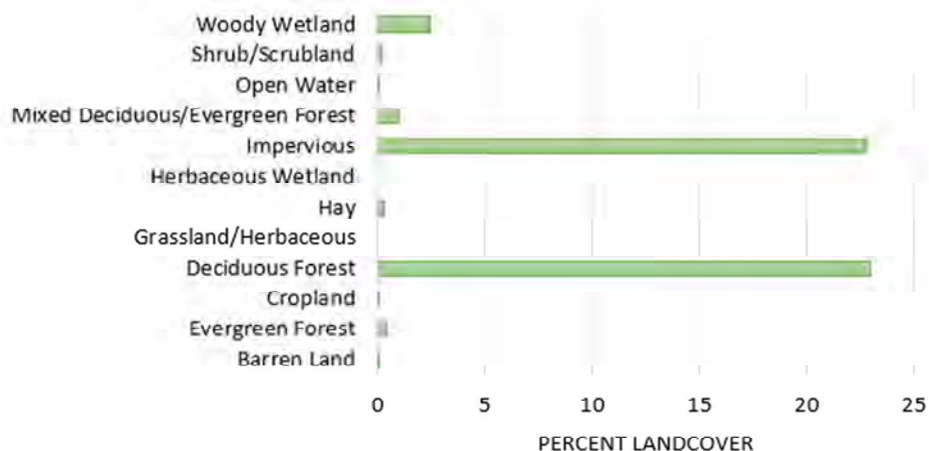 Woody Wetland
Shrub/Scrubland
Open Water
Mixed Deciduous/Evergreen Forest
Impervious
Herbaceous Wetland
Hay
Grassland/Herbaceous
Deciduous Forest
Cropland
Evergreen Forest
Barren Land
0 5 10 15 20 25
PERCENT LANDCOVER